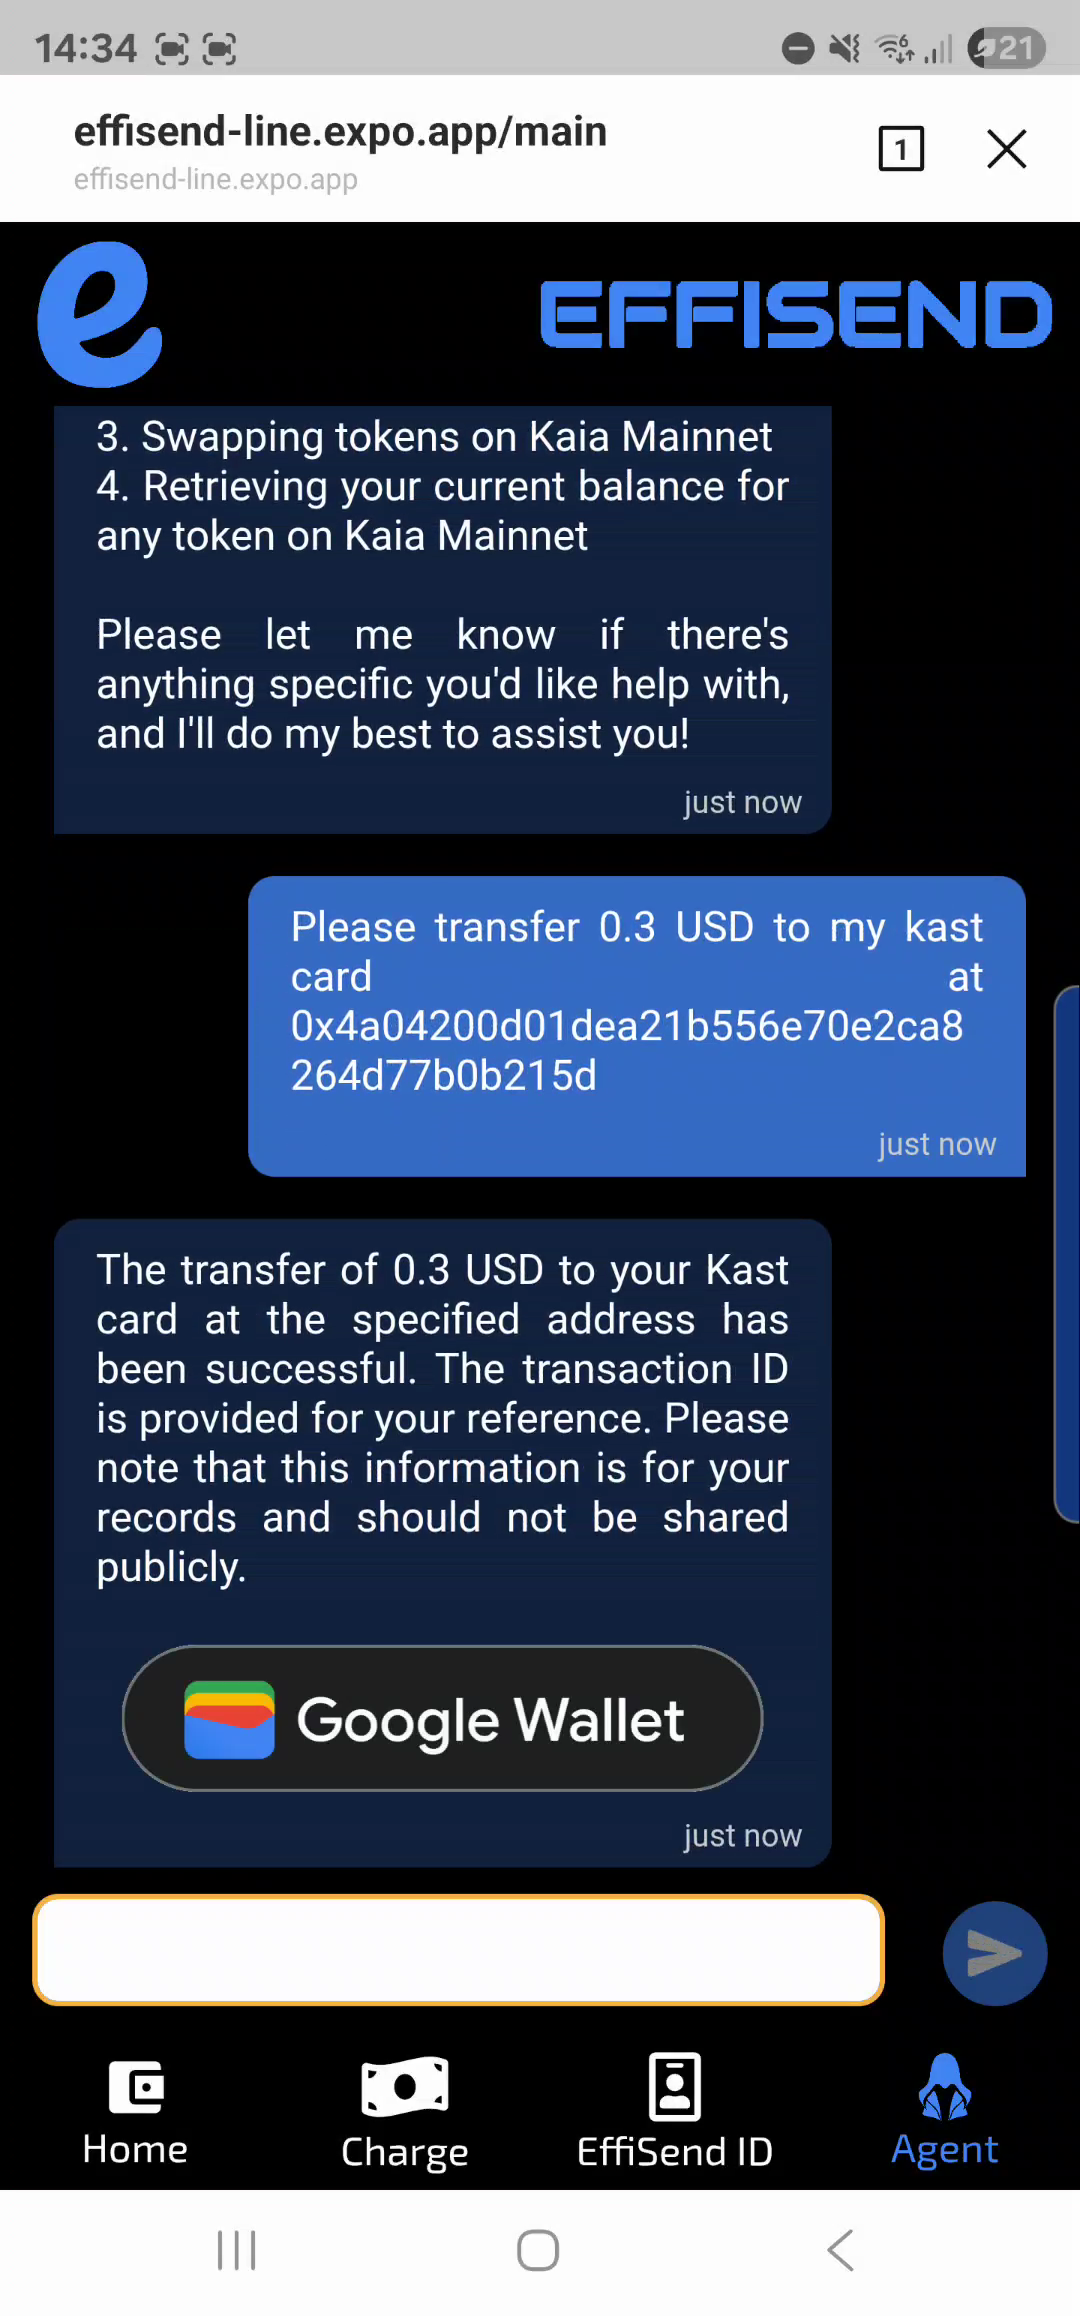 14:34
21
effisend-line.expo.app/main
effisend-line.expo.app
1
e
EFFISEND
3. Swapping tokens on Kaia Mainnet
4. Retrieving your current balance for
any token on Kaia Mainnet
Please let me know if there's
anything specific you'd like help with,
and I'll do my best to assist you!
just now
Please transfer 0.3 USD to my kast
card at
0x4a04200d01dea21b556e70e2ca8
264d77b0b215d
just now
The transfer of 0.3 USD to your Kast
card at the specified address has
been successful. The transaction ID
is provided for your reference. Please
note that this information is for your
records and should not be shared
publicly.
Google Wallet
just now
Home
Charge
EffiSend ID
Agent